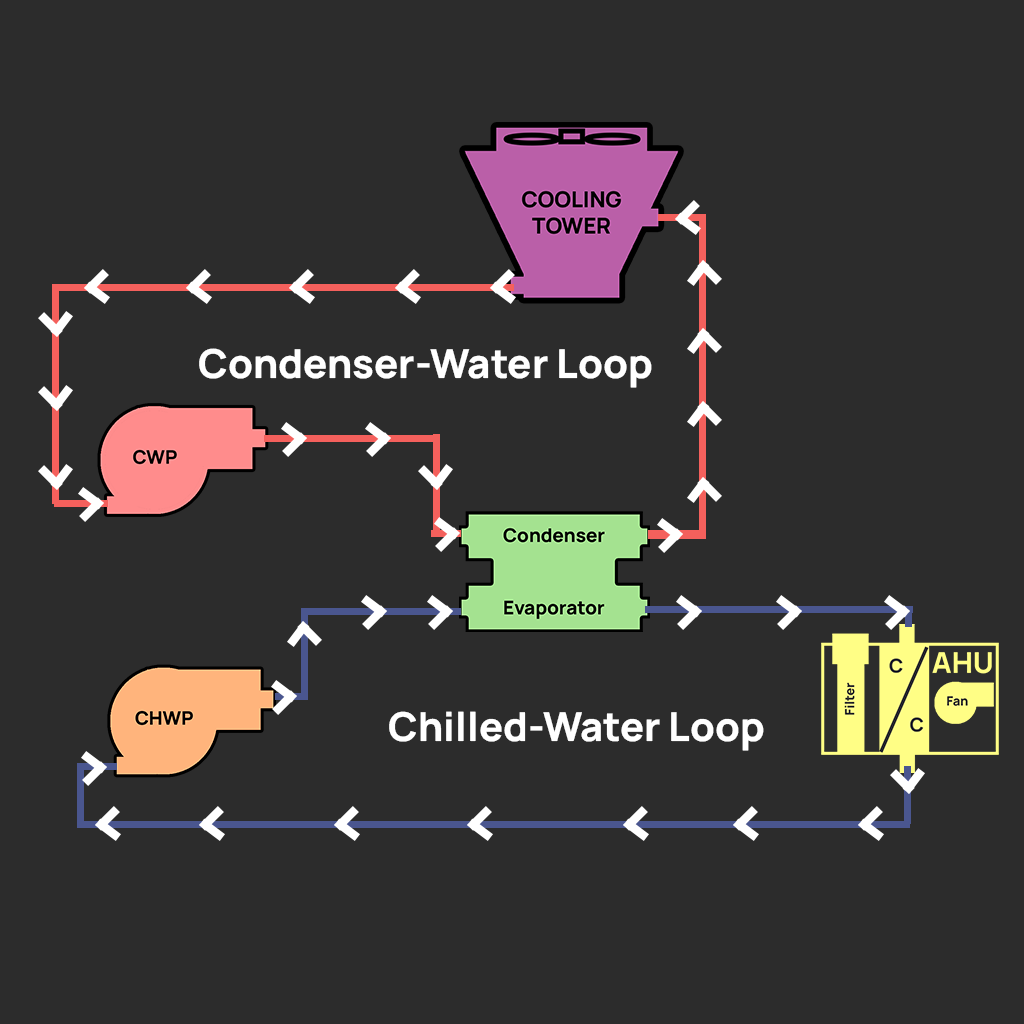 COOLING
TOWER
Condenser-Water Loop
CWP
Condenser
Evaporator
AHU
C
Filter
Fan
C
CHWP
Chilled-Water Loop